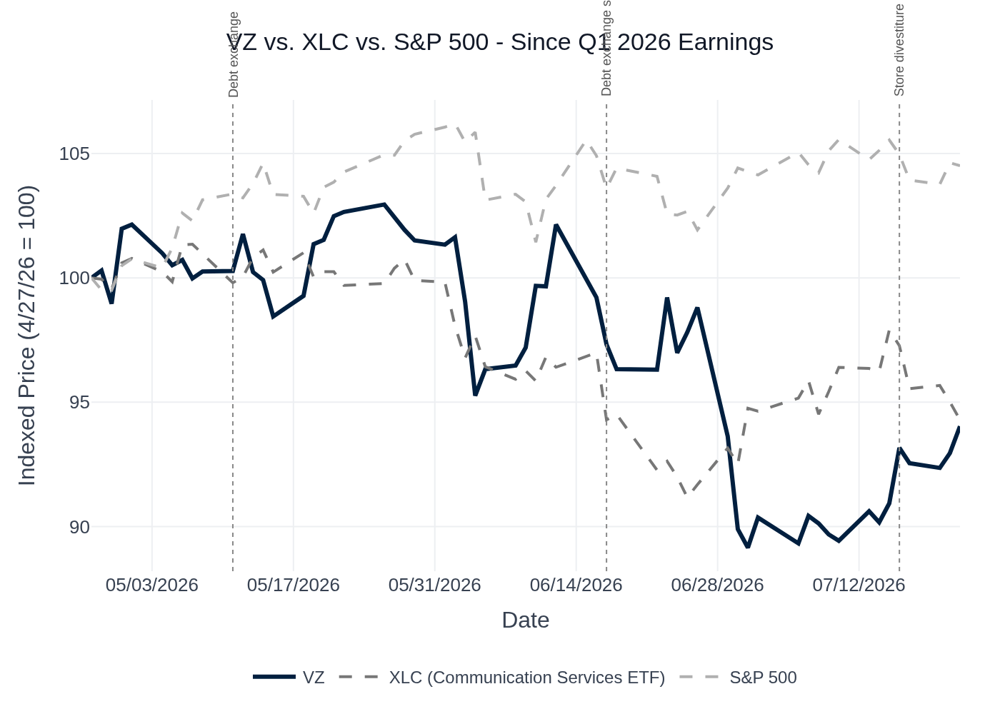 VZ vs. XLC vs. S&P 500 - Since Q1 2026 Earnings
Debt exchange
Debt exchange s
Store divestiture
Indexed Price (4/27/26 = 100)
105
100
95
90
05/03/2026
05/17/2026
05/31/2026
06/14/2026
06/28/2026
07/12/2026
Date
VZ
XLC (Communication Services ETF)
S&P 500